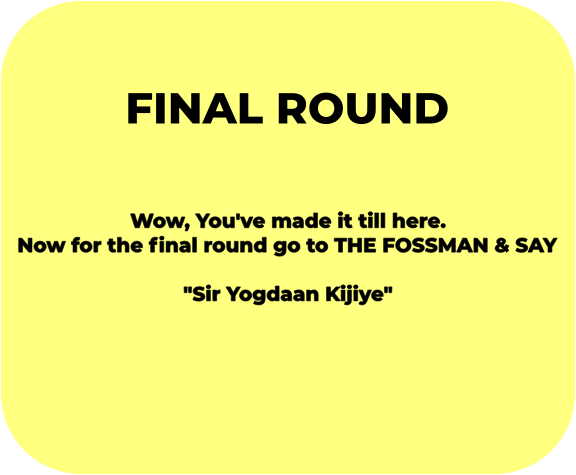 FINAL ROUND
Wow, You've made it till here.
Now for the final round go to THE FOSSMAN & SAY
"Sir Yogdaan Kijiye"